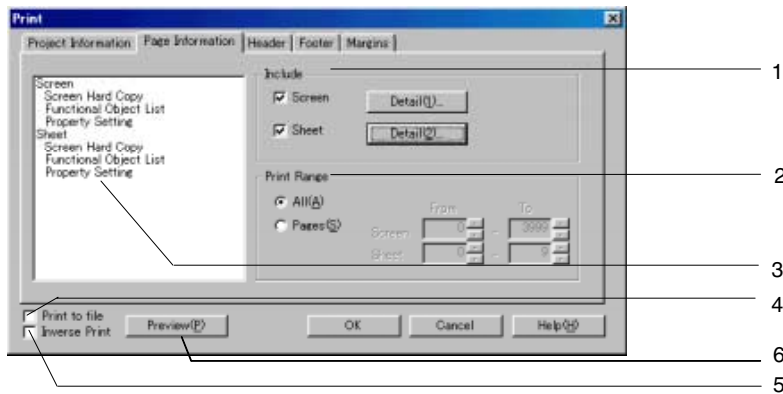 Print
Project Information Page Information Header Footer Margins
Screen
Screen Hard Copy
Functional Object List
Property Setting
Sheet
Screen Hard Copy
Functional Object List
Property Setting
Include
Screen Detail(1)...
Sheet Detail(2)...
Print Range
All(A)
Pages(S)
From To
Screen 0 - 3999
Sheet 0 - 9
Print to file
Inverse Print
Preview(P)
OK
Cancel
Help(H)
1
2
3
4
6
5